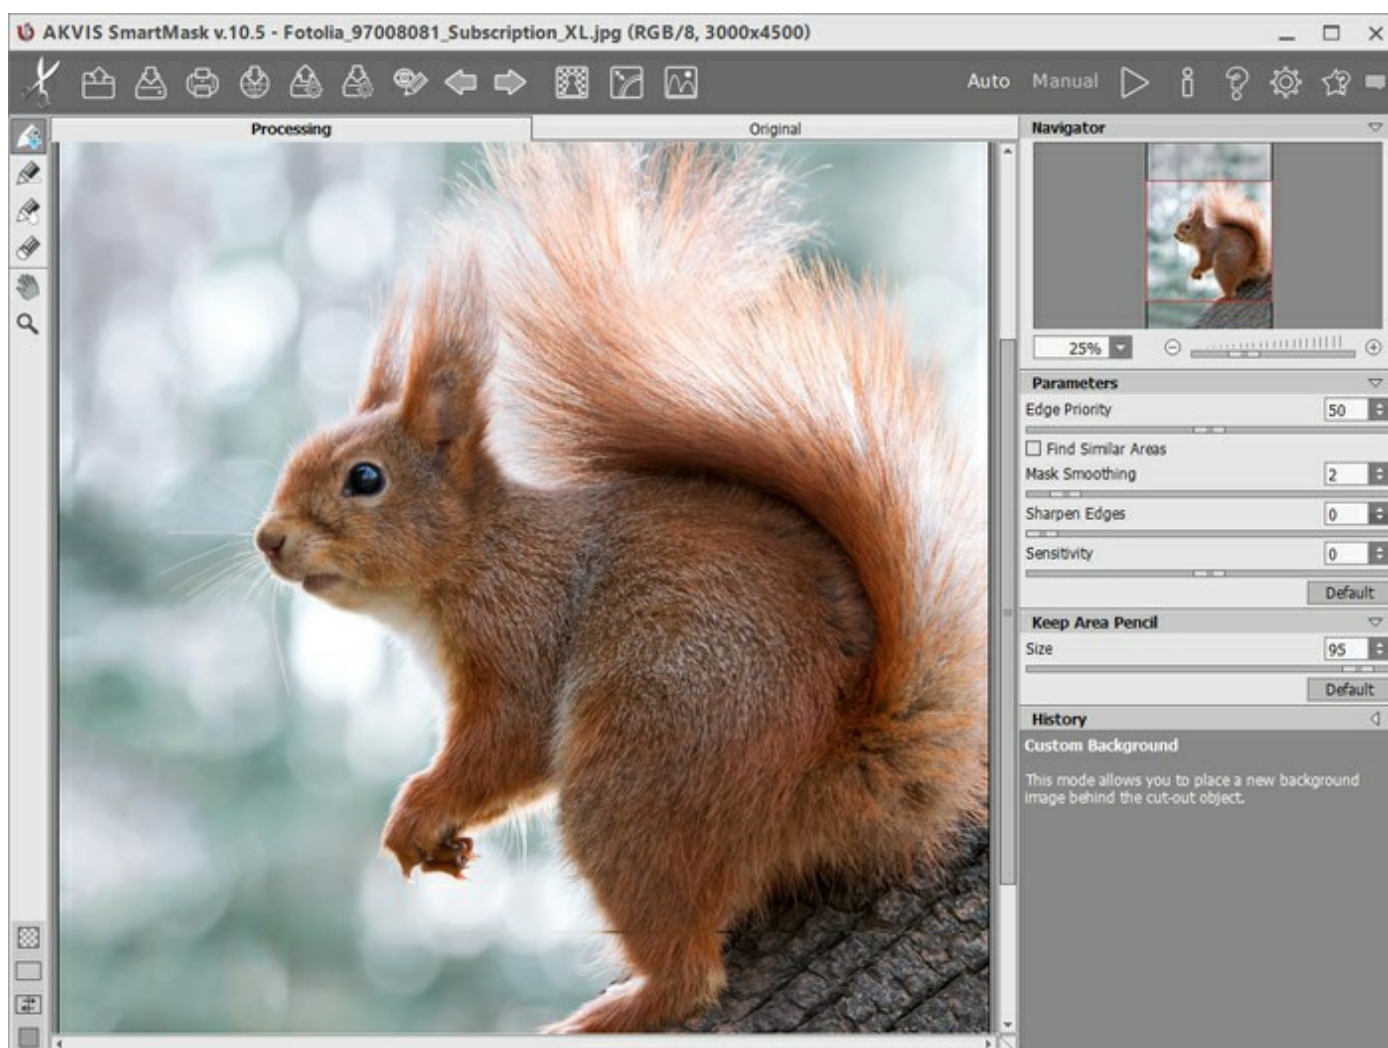 AKVIS SmartMask v.10.5 - Fotolia_97008081_Subscription_XL.jpg (RGB/8, 3000x4500)
Auto Manual
Processing Original Navigator
25%
Parameters
Edge Priority 50
Find Similar Areas
Mask Smoothing 2
Sharpen Edges 0
Sensitivity 0
Default
Keep Area Pencil
Size 95
Default
History
Custom Background
This mode allows you to place a new background
image behind the cut-out object.